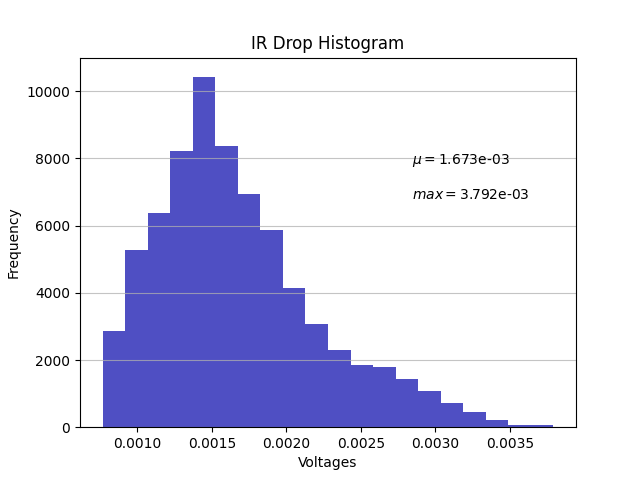 IR Drop Histogram
10000
8000
6000
4000
2000
0
Frequency
μ = 1.673e-03
max = 3.792e-03
0.0010 0.0015 0.0020 0.0025 0.0030 0.0035
Voltages